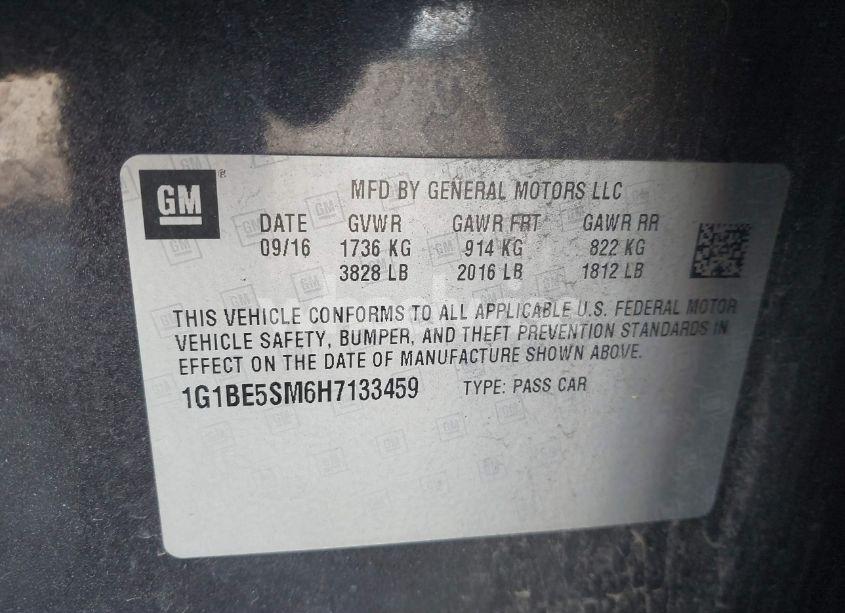 GM
MFD BY GENERAL MOTORS LLC
DATE GVWR GAWR FRT GAWR RR
09/16 1736 KG 914 KG 822 KG
3828 LB 2016 LB 1812 LB
THIS VEHICLE CONFORMS TO ALL APPLICABLE U.S. FEDERAL MOTOR
VEHICLE SAFETY, BUMPER, AND THEFT PREVENTION STANDARDS IN
EFFECT ON THE DATE OF MANUFACTURE SHOWN ABOVE.
1G1BE5SM6H7133459 TYPE: PASS CAR